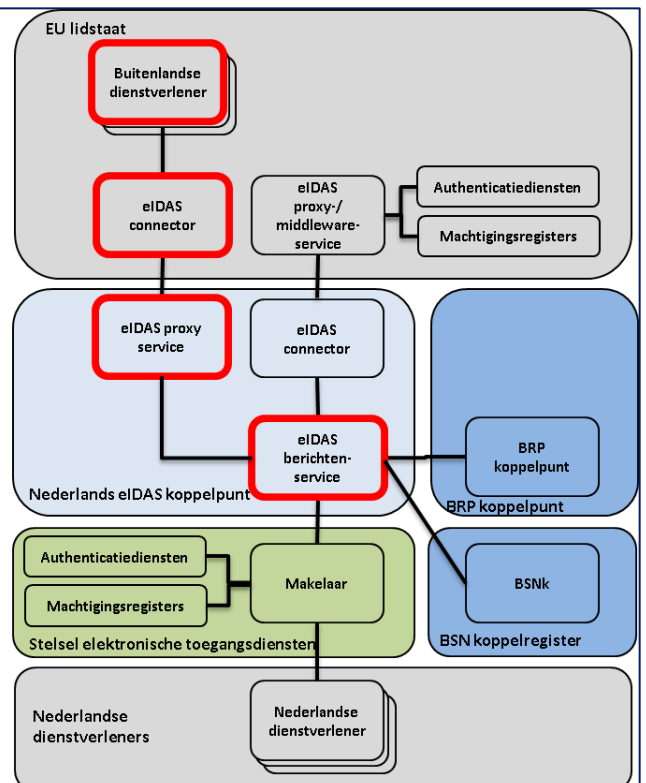 EU lidstaat
Buitenlandse
dienstverlener
eIDAS
connector
eIDAS
proxy-/
middleware-
service
Authenticatiediensten
Machtigingsregisters
eIDAS proxy
service
eIDAS
connector
eIDAS
berichten-
service
Nederlands eIDAS koppelpunt
BRP
koppelpunt
BRP koppelpunt
Authenticatiediensten
Machtigingsregisters
Makelaar
Stelsel elektronische toegangsdiensten
BSNk
BSN koppelregister
Nederlandse
dienstverleners
Nederlandse
dienstverlener